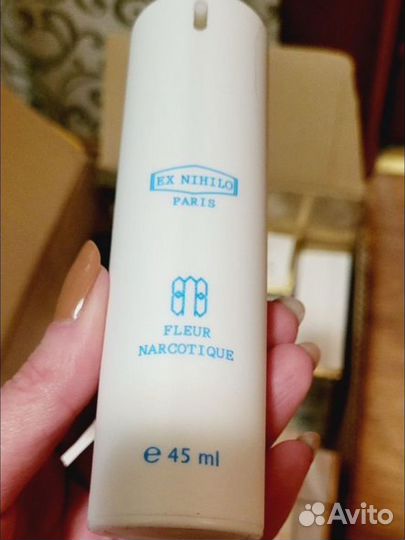 EX NIHILO
PARIS
FLEUR
NARCOTIQUE
e 45 ml
Avito